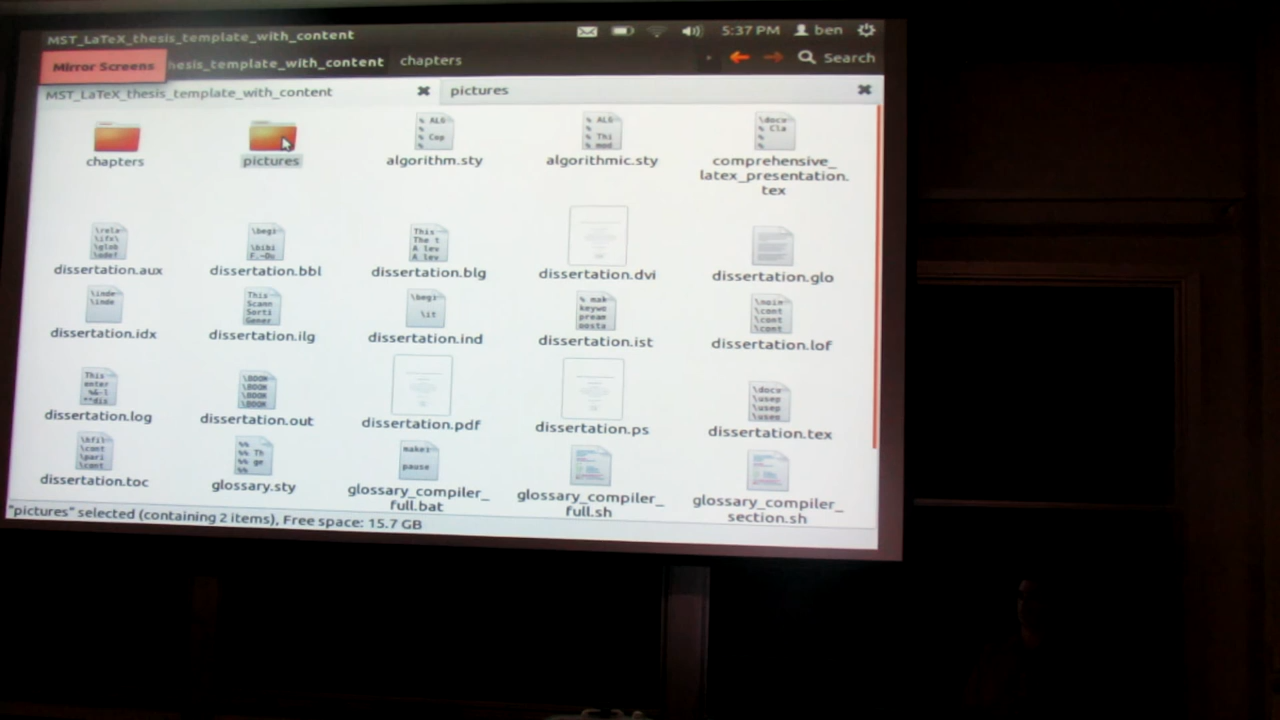 MST_LaTeX_thesis_template_with_content
5:37 PM
ben
Mirror Screens
hesis_template_with_content
chapters
Search
MST_LaTeX_thesis_template_with_content
pictures
chapters
pictures
algorithm.sty
algorithmic.sty
comprehensive_
latex_presentation.
tex
dissertation.aux
dissertation.bbl
dissertation.blg
dissertation.dvi
dissertation.glo
dissertation.idx
dissertation.ilg
dissertation.ind
dissertation.ist
dissertation.lof
dissertation.log
dissertation.out
dissertation.pdf
dissertation.ps
dissertation.tex
dissertation.toc
glossary.sty
glossary_compiler_
full.bat
glossary_compiler_
full.sh
glossary_compiler_
section.sh
"pictures" selected (containing 2 items), Free space: 15.7 GB